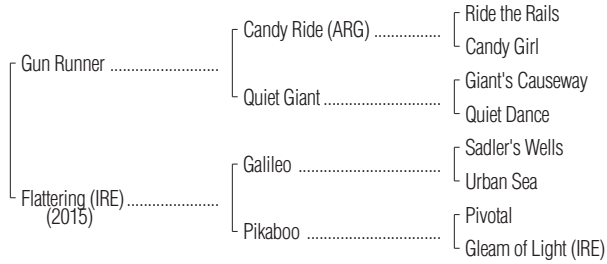 Ride the Rails
Candy Ride (ARG) ................
Candy Girl
Gun Runner ..........................
Giant's Causeway
Quiet Giant ............................
Quiet Dance
Sadler's Wells
Galileo ..................................
Urban Sea
Flattering (IRE) ......................
(2015)
Pivotal
Pikaboo ................................
Gleam of Light (IRE)